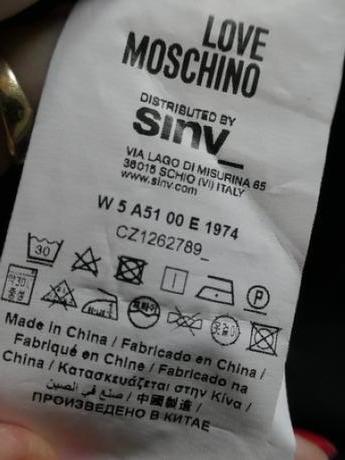 LOVE
MOSCHINO
DISTRIBUTED BY
sinv_
VIA LAGO DI MISURINA 65
36015 SCHIO (VI) ITALY
www.sinv.com
W 5 A51 00 E 1974
CZ1262789_
30
P
Made in China / Fabricado en China /
Fabriqué en Chine / Fabricado na
China / Κατασκευάζεται στην Κίνα /
صنع في الصين / 中國製造 /
ПРОИЗВЕДЕНО В КИТАЕ